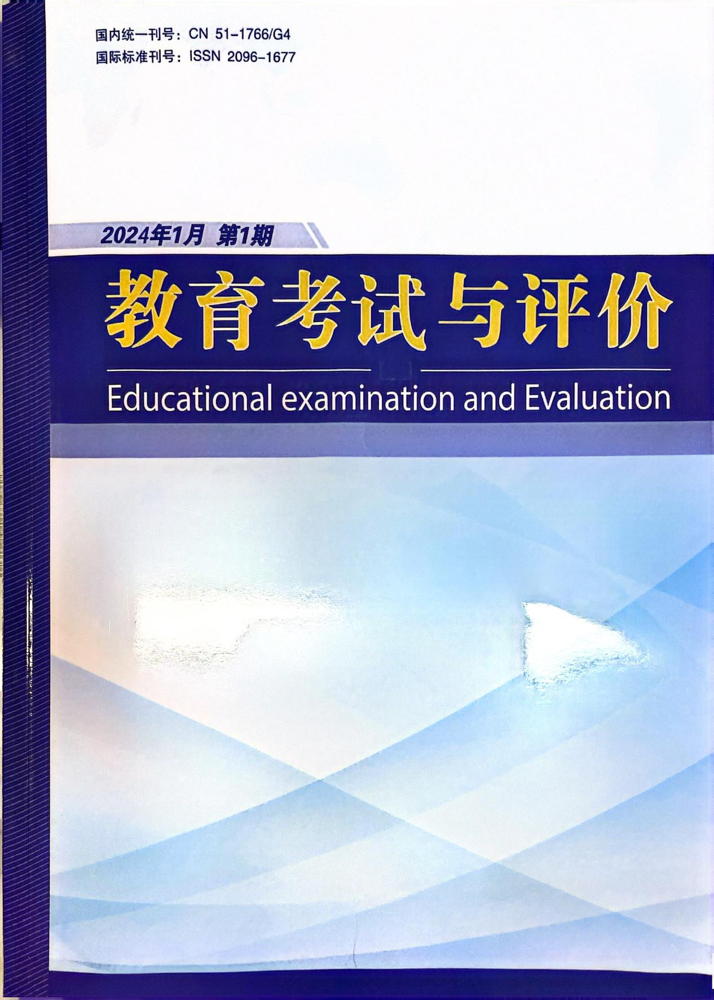 国内统一刊号：CN 51-1766/G4
国际标准刊号：ISSN 2096-1677
2024年1月 第1期
教育考试与评价
Educational examination and Evaluation